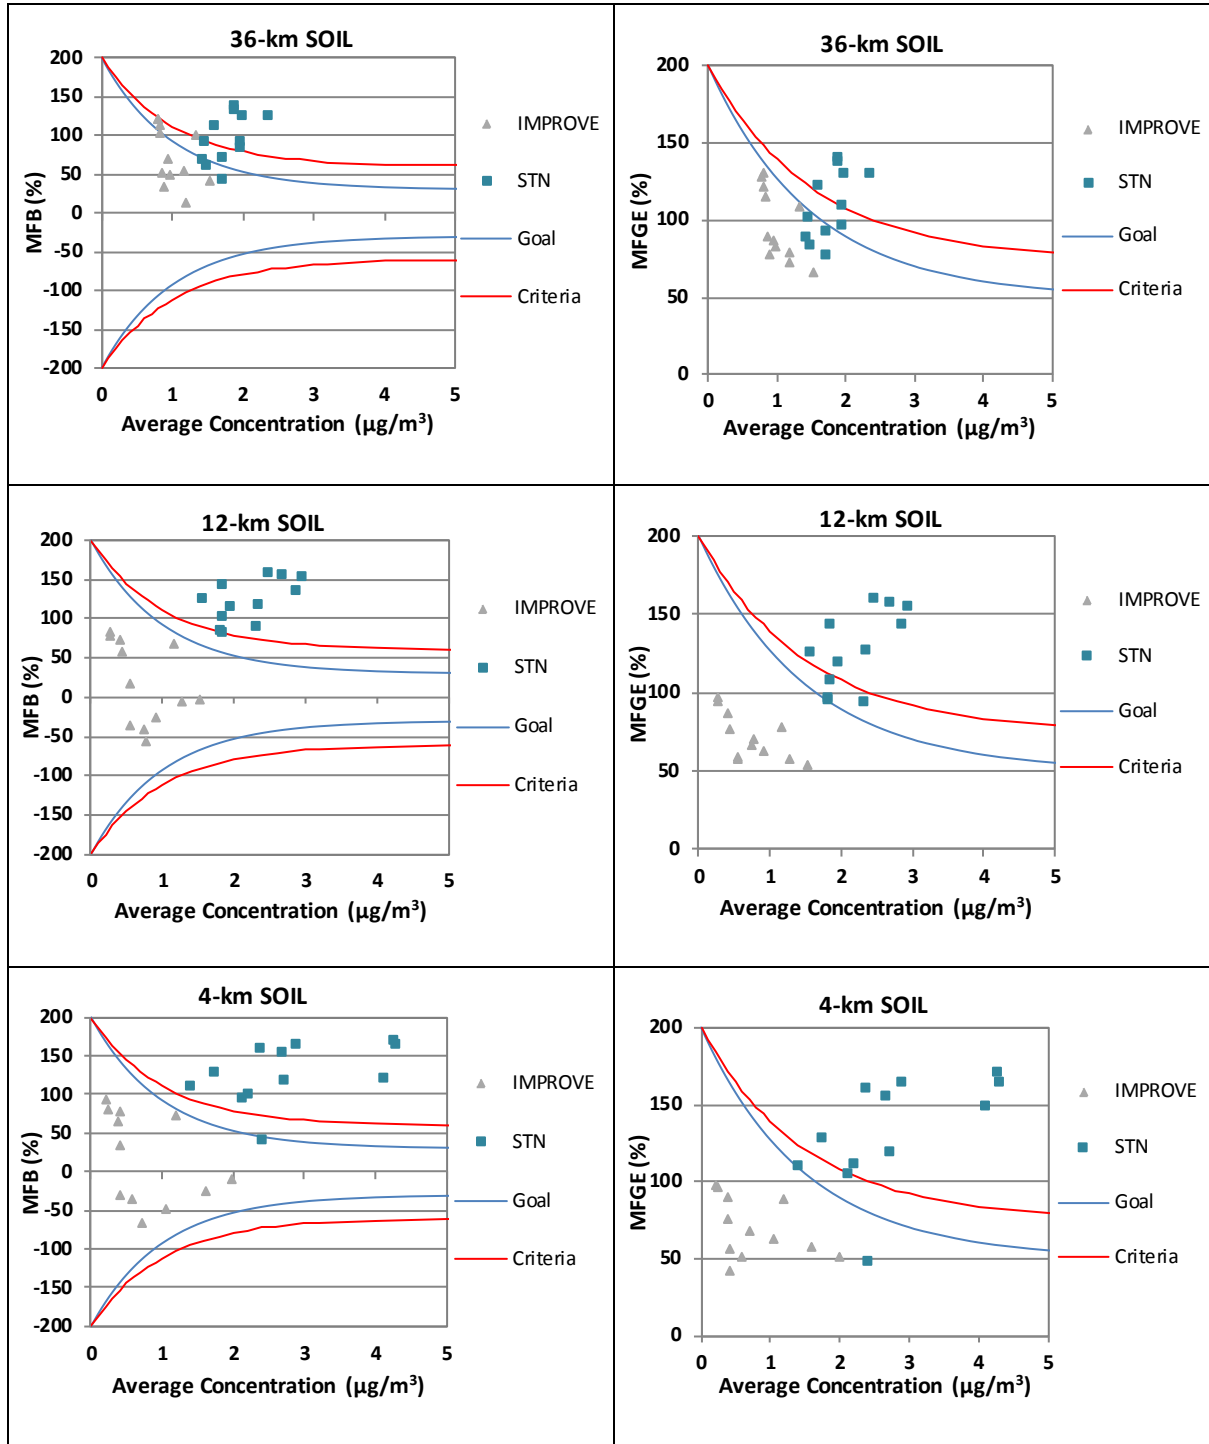 36-km SOIL
200
150
100
50
0
-50
-100
-150
-200
MFB (%)
0 1 2 3 4 5
Average Concentration (µg/m³)
IMPROVE
STN
Goal
Criteria
36-km SOIL
200
150
100
50
0
MFGE (%)
0 1 2 3 4 5
Average Concentration (µg/m³)
IMPROVE
STN
Goal
Criteria
12-km SOIL
200
150
100
50
0
-50
-100
-150
-200
MFB (%)
0 1 2 3 4 5
Average Concentration (µg/m³)
IMPROVE
STN
Goal
Criteria
12-km SOIL
200
150
100
50
0
MFGE (%)
0 1 2 3 4 5
Average Concentration (µg/m³)
IMPROVE
STN
Goal
Criteria
4-km SOIL
200
150
100
50
0
-50
-100
-150
-200
MFB (%)
0 1 2 3 4 5
Average Concentration (µg/m³)
IMPROVE
STN
Goal
Criteria
4-km SOIL
200
150
100
50
0
MFGE (%)
0 1 2 3 4 5
Average Concentration (µg/m³)
IMPROVE
STN
Goal
Criteria